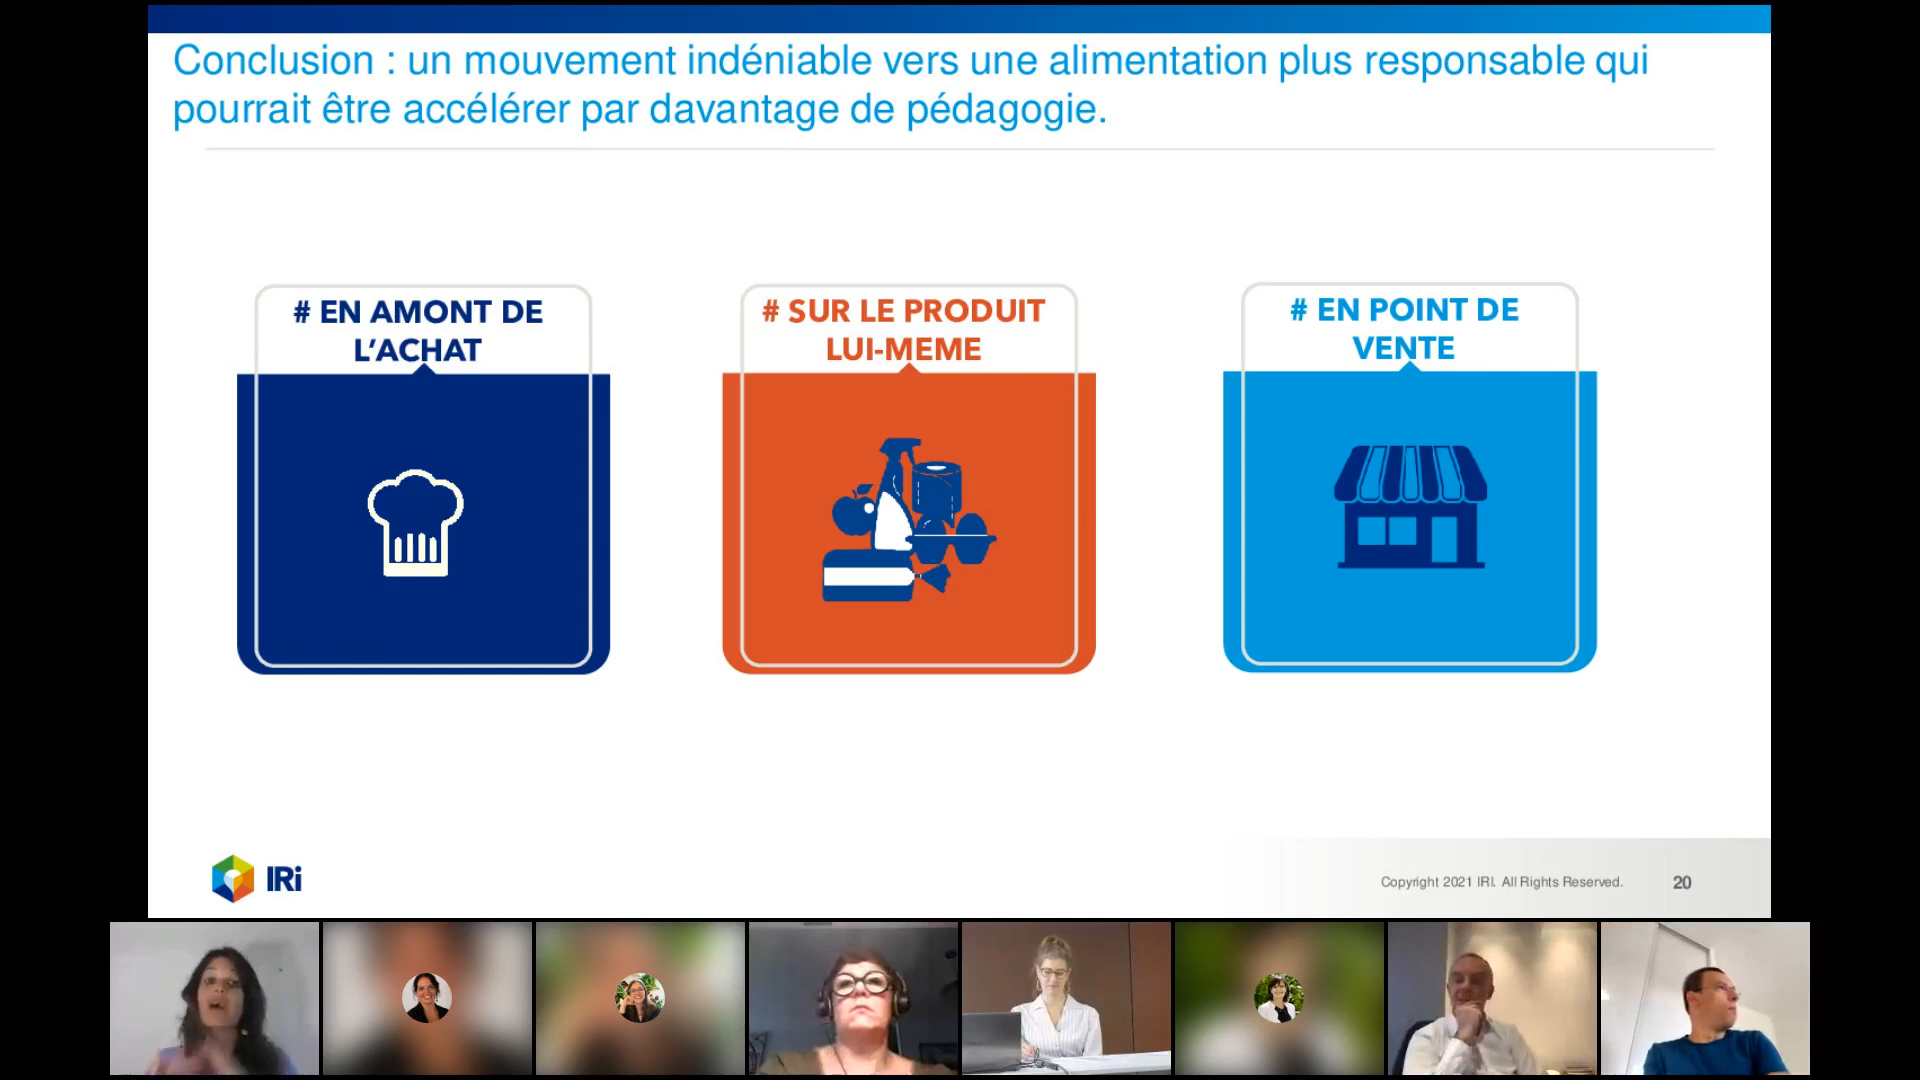 Conclusion : un mouvement indéniable vers une alimentation plus responsable qui
pourrait être accélérer par davantage de pédagogie.
# EN AMONT DE
L’ACHAT
# SUR LE PRODUIT
LUI-MEME
# EN POINT DE
VENTE
IRi
Copyright 2021 IRI. All Rights Reserved.
20